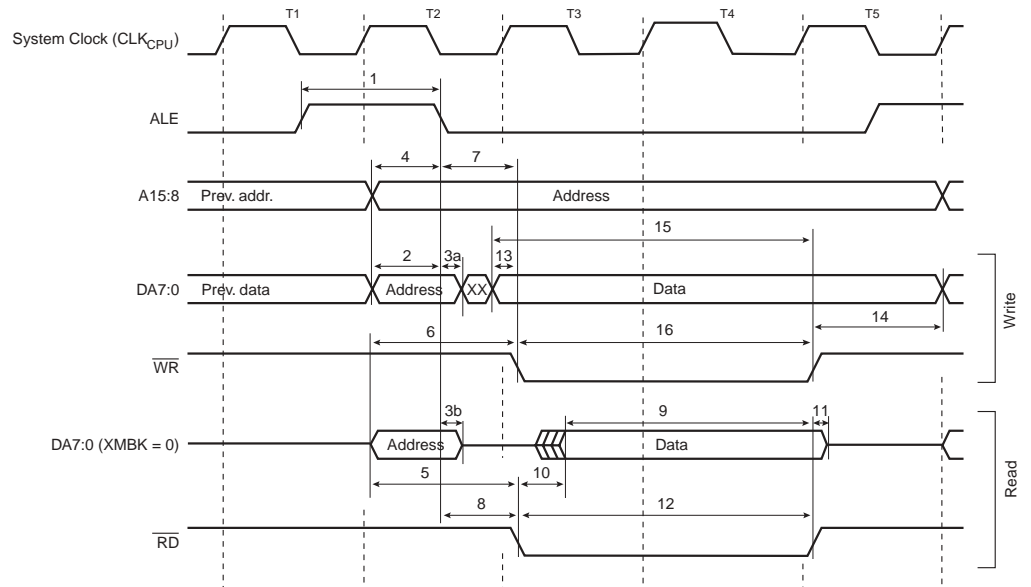 T1 T2 T3 T4 T5
System Clock (CLKCPU)
1
ALE
4 7
A15:8 Prev. addr. Address
15
2 3a 13
DA7:0 Prev. data Address XX Data
14
6 16
WR
Write
3b 9 11
DA7:0 (XMBK = 0) Address Data
5 10
8 12
RD
Read